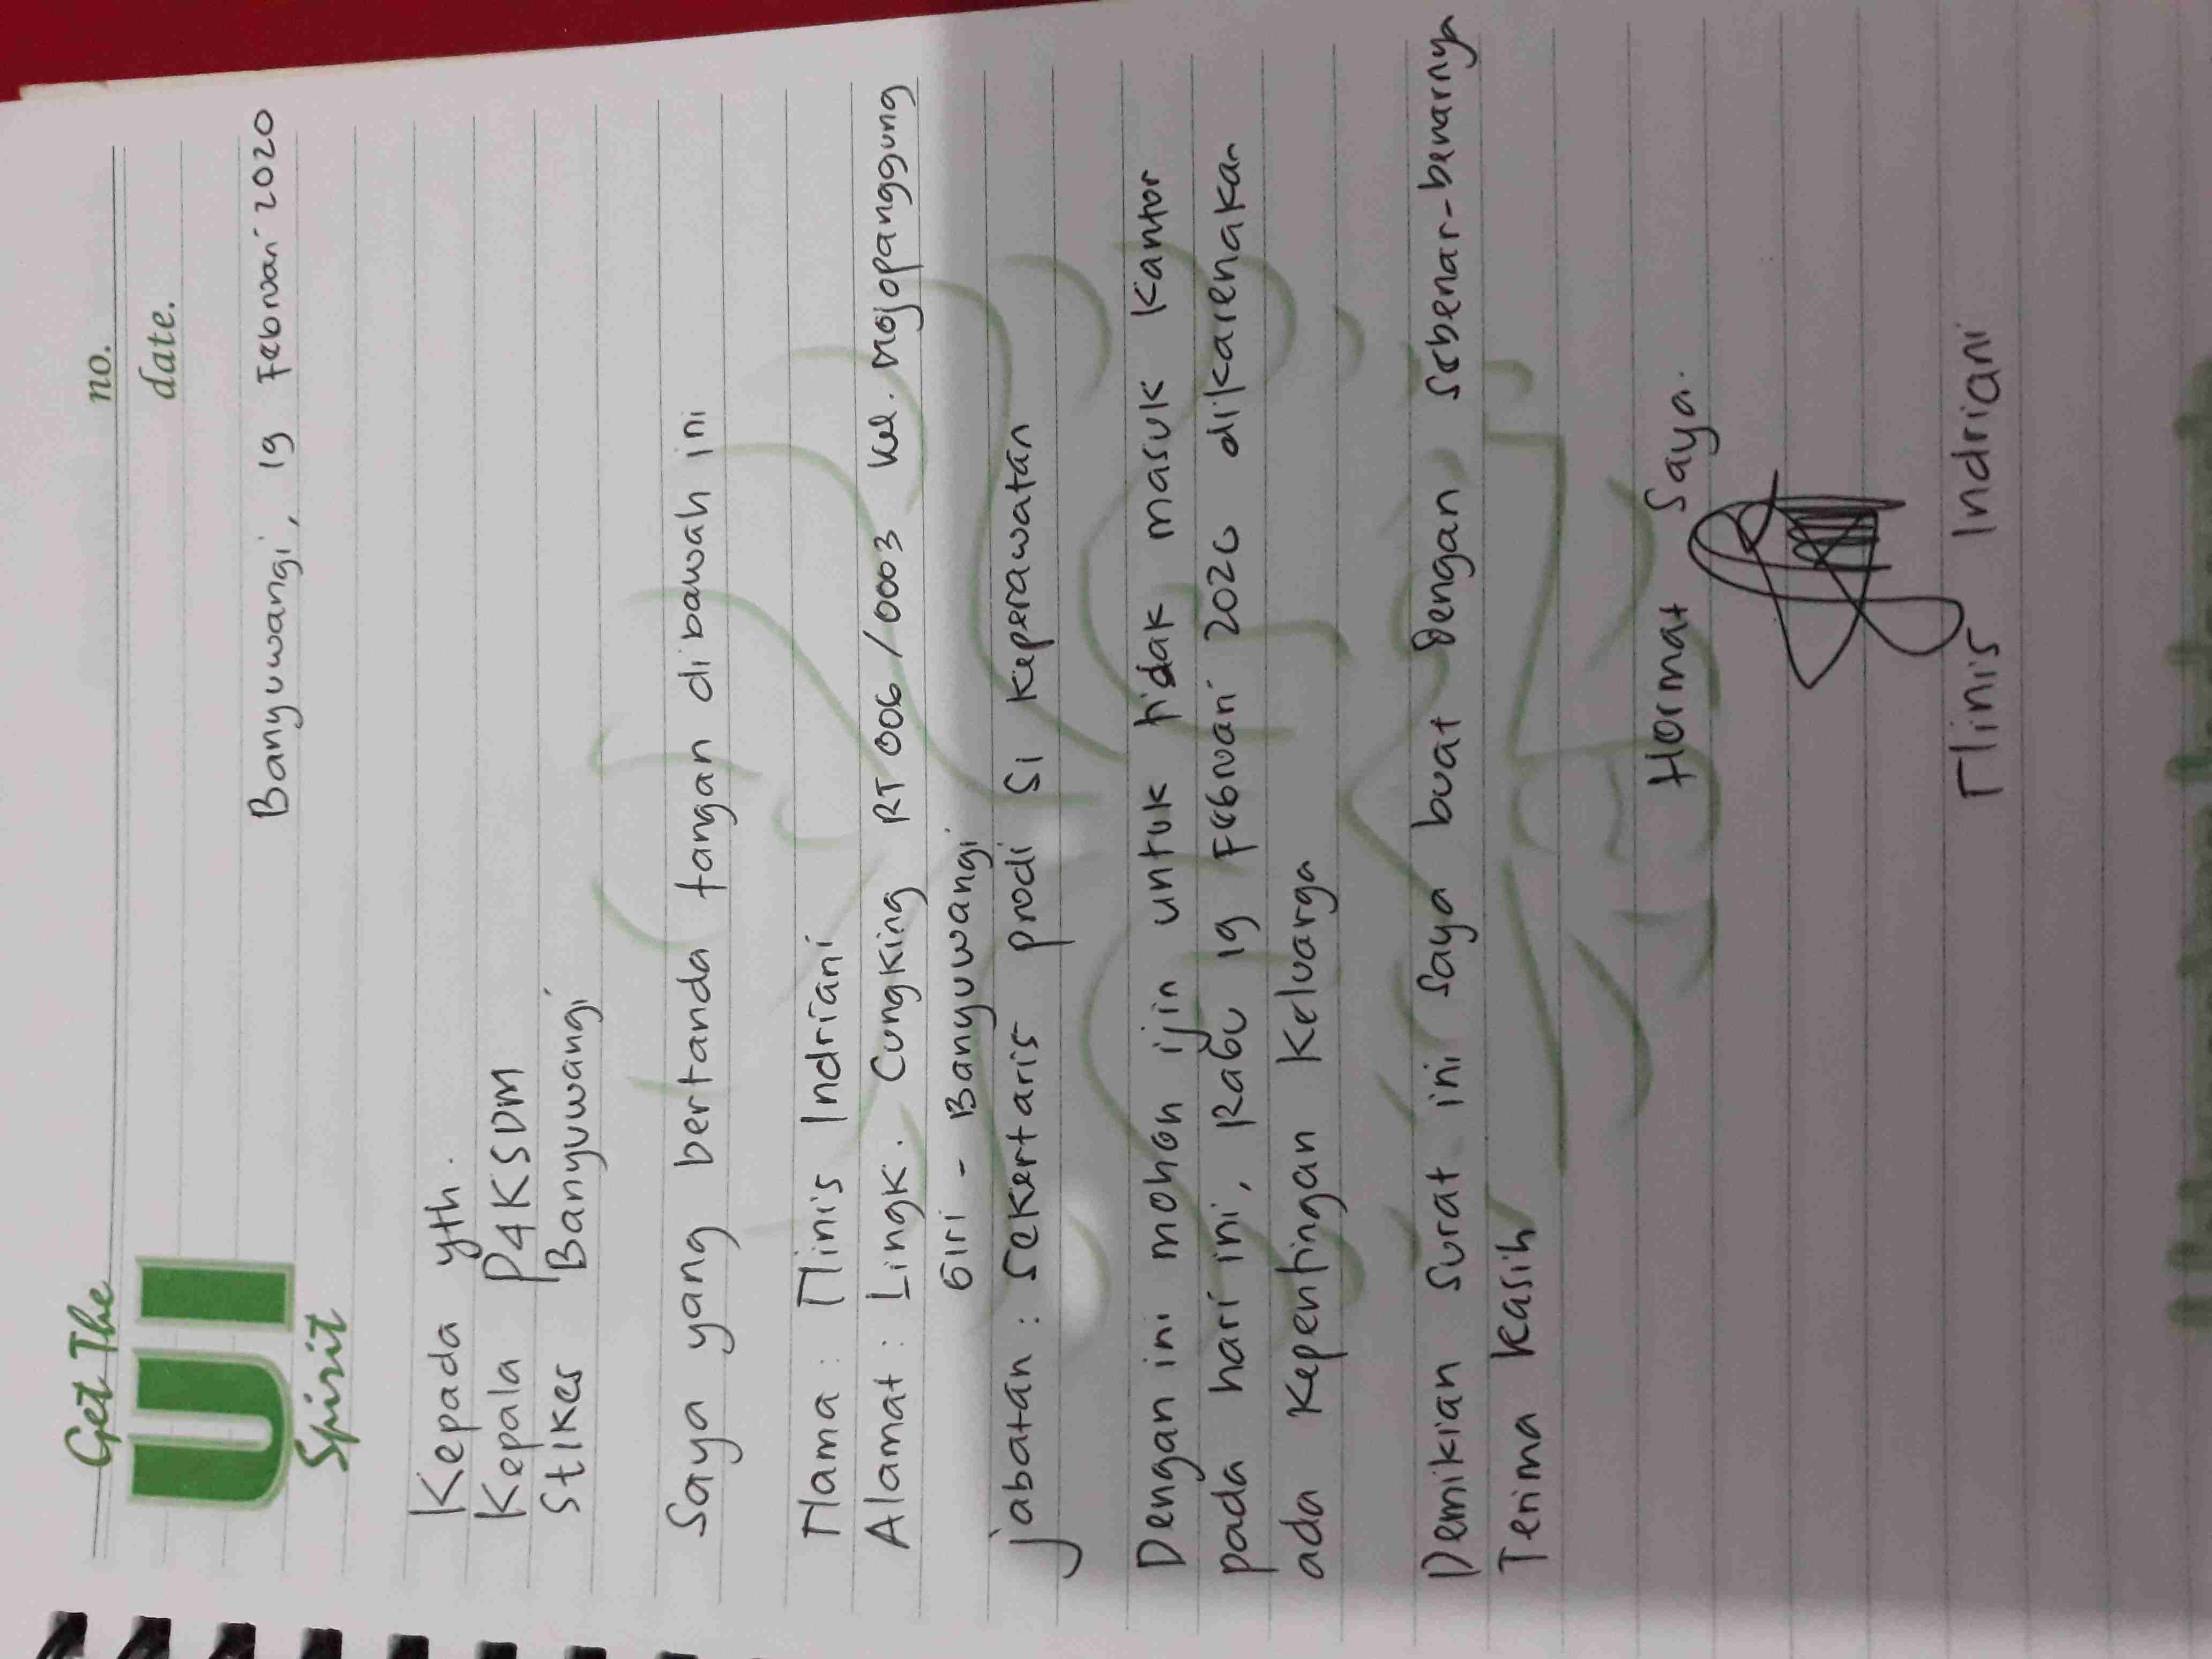 Get The
UI
Spirit
no.
date.
Banyuwangi, 19 Februari 2020
Kepada yth.
Kepala P4KSDM
Stikes Banyuwangi
Saya yang bertanda tangan dibawah ini
Nama : Ninis Indriani
Alamat : Lingk. Cungking RT 006 / 0003 Kel. Mojopanggung
Giri - Banyuwangi
jabatan : Sekertaris prodi S1 Keperawatan
Dengan ini mohon ijin untuk tidak masuk kantor
pada hari ini, Rabu 19 Februari 2020 dikarenakan
ada Kepentingan Keluarga
Demikian surat ini saya buat dengan sebenar-benarnya
Terima Kasih
Hormat Saya.
Ninis Indriani